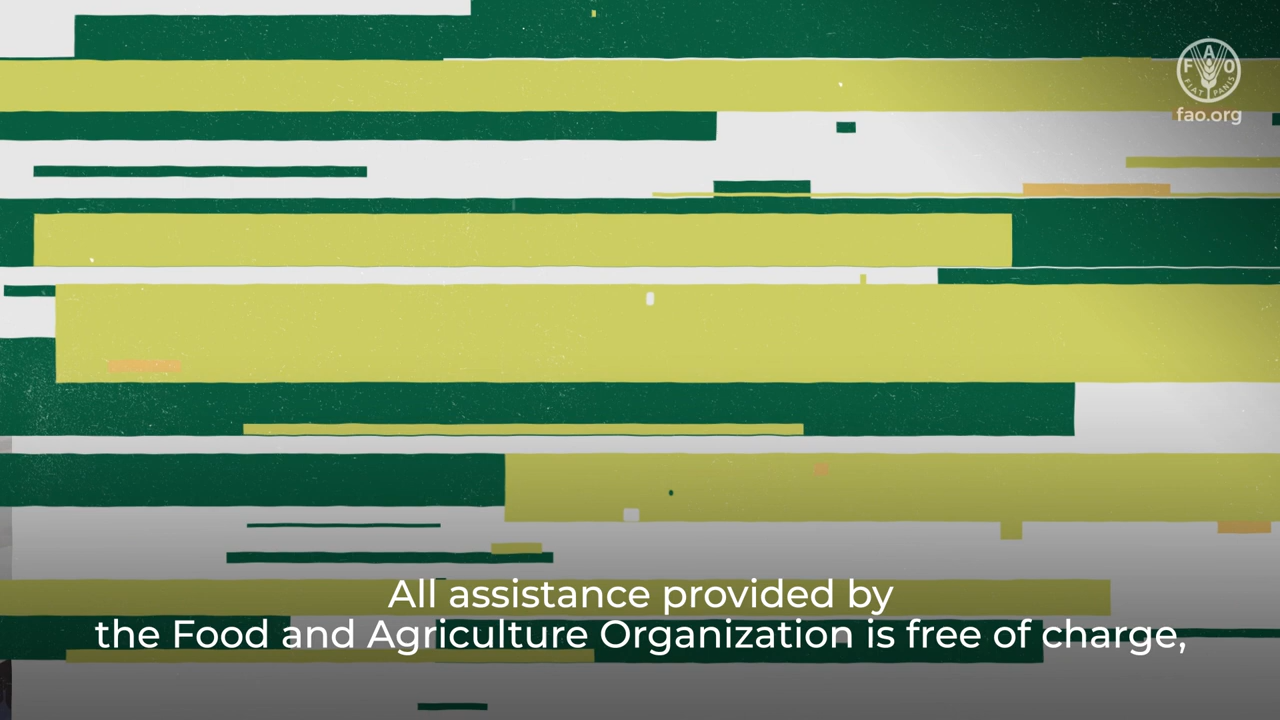 F A O
FIAT PANIS
fao.org
All assistance provided by
the Food and Agriculture Organization is free of charge,